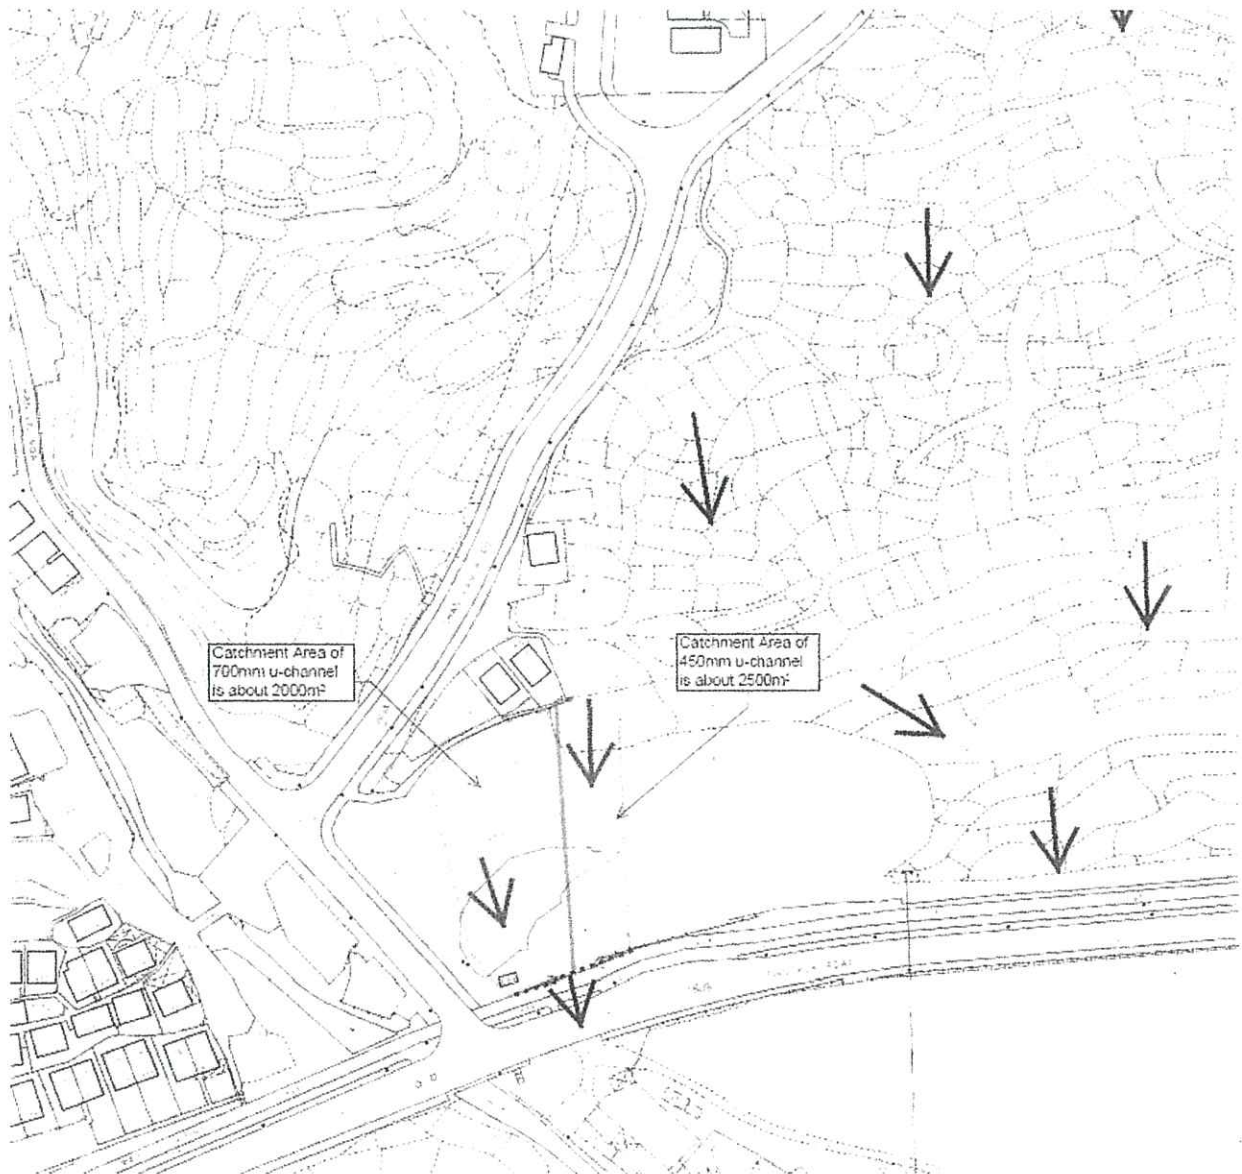 Catchment Area of
700mm u-channel
is about 2000m²
Catchment Area of
450mm u-channel
is about 2500m²